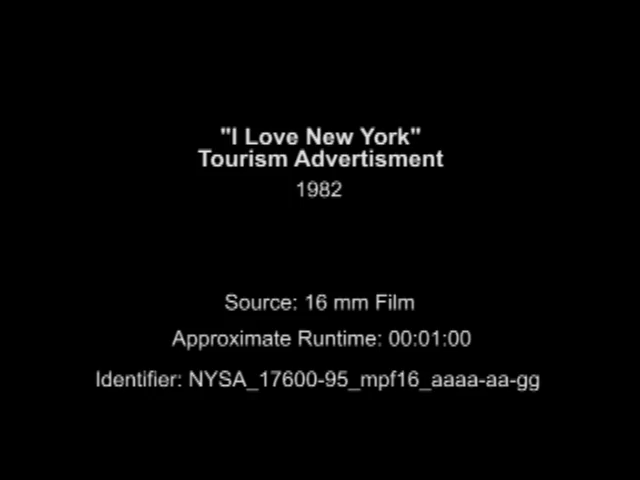 "I Love New York"
Tourism Advertisment
1982
Source: 16 mm Film
Approximate Runtime: 00:01:00
Identifier: NYSA_17600-95_mpf16_aaaa-aa-gg